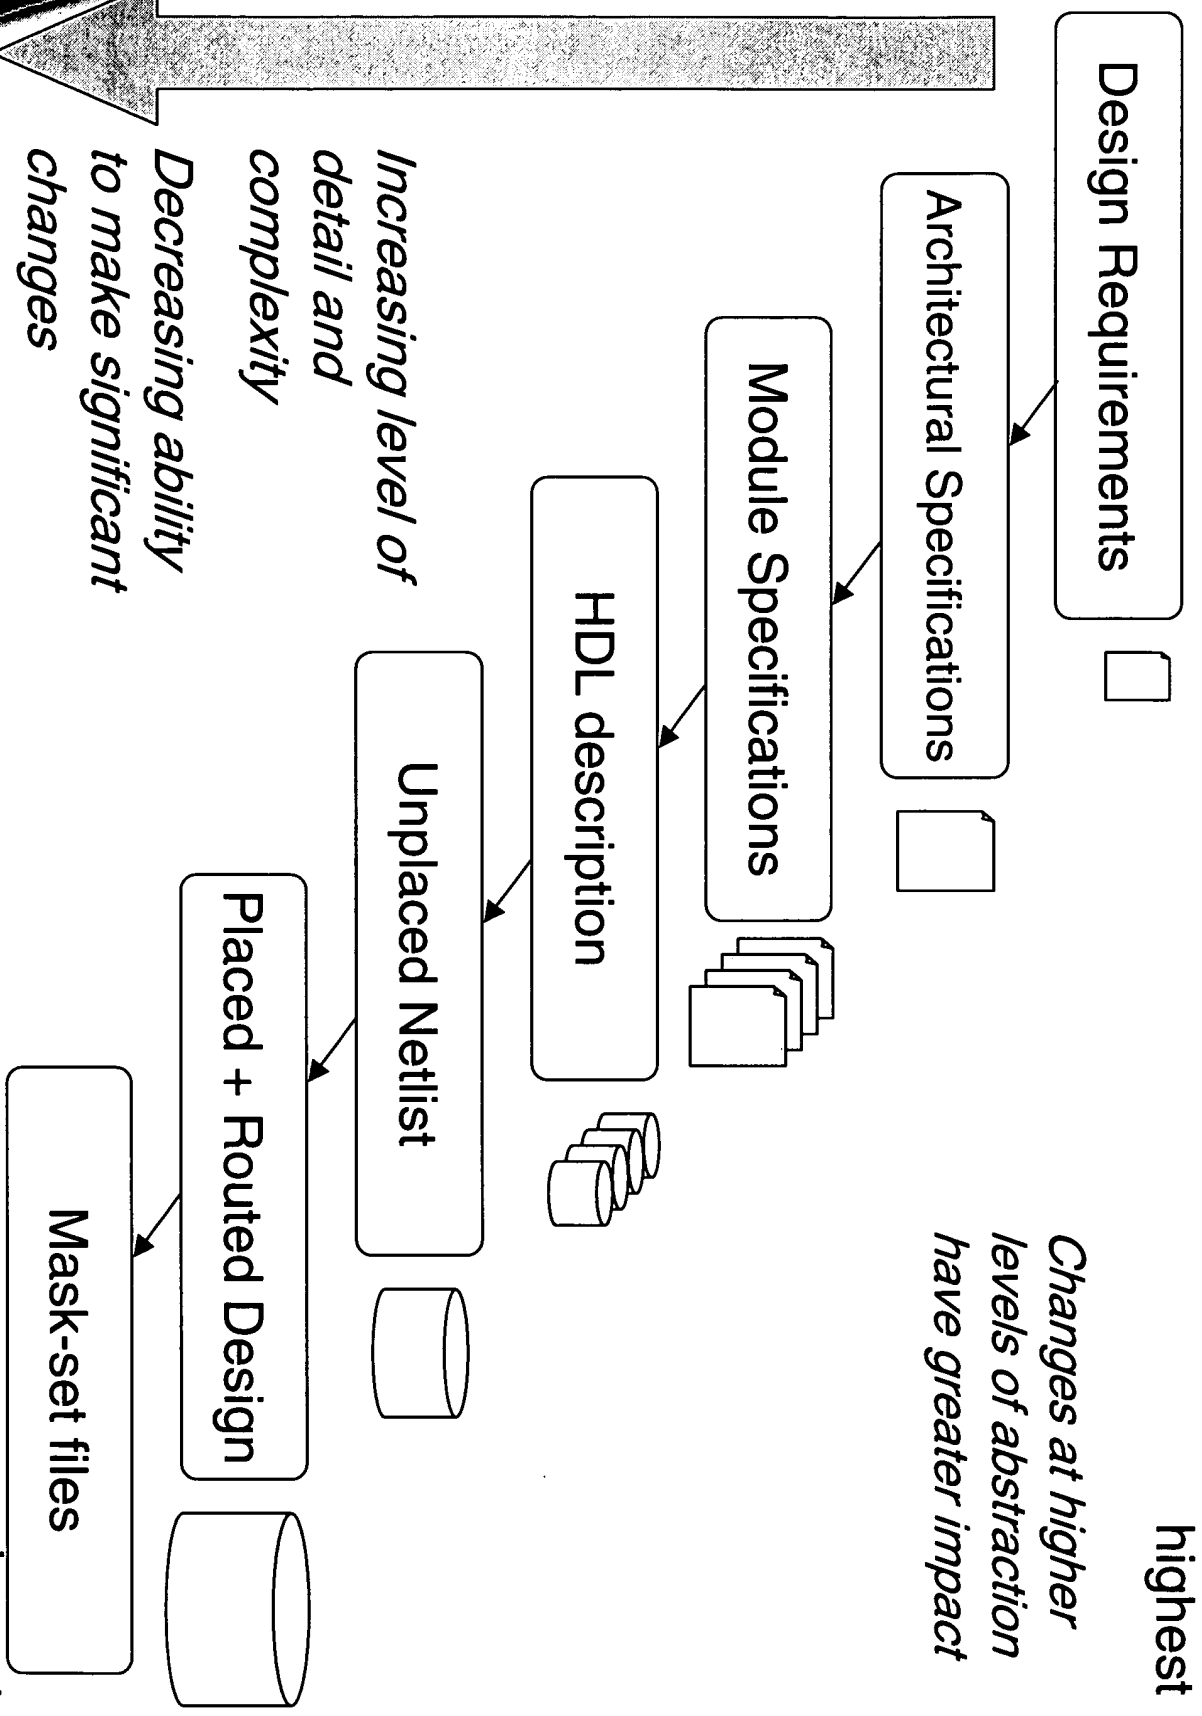 highest
Design Requirements
Changes at higher
levels of abstraction
have greater impact
Architectural Specifications
Module Specifications
HDL description
Increasing level of
detail and
complexity
Unplaced Netlist
Decreasing ability
to make significant
changes
Placed + Routed Design
Mask-set files